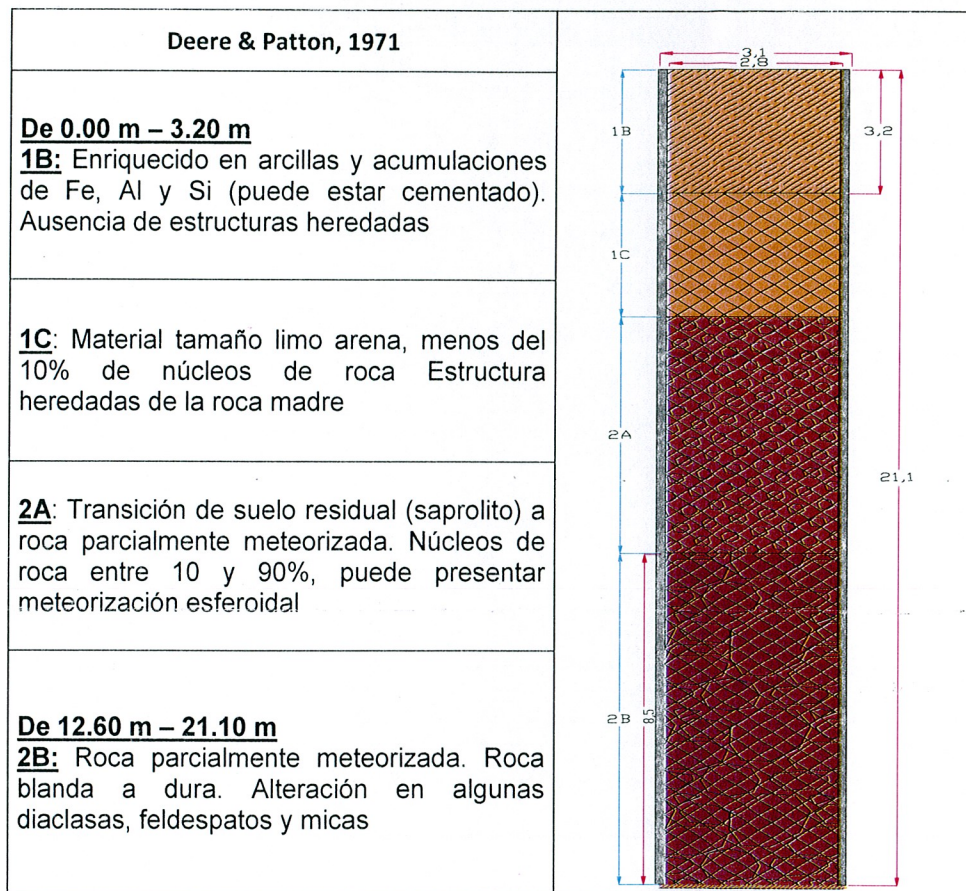 Deere & Patton, 1971
De 0.00 m – 3.20 m
1B: Enriquecido en arcillas y acumulaciones
de Fe, Al y Si (puede estar cementado).
Ausencia de estructuras heredadas
1C: Material tamaño limo arena, menos del
10% de núcleos de roca Estructura
heredadas de la roca madre
2A: Transición de suelo residual (saprolito) a
roca parcialmente meteorizada. Núcleos de
roca entre 10 y 90%, puede presentar
meteorización esferoidal
De 12.60 m – 21.10 m
2B: Roca parcialmente meteorizada. Roca
blanda a dura. Alteración en algunas
diaclasas, feldespatos y micas
3,1
2,8
1B
3,2
1C
2A
21,1
2B
8,5